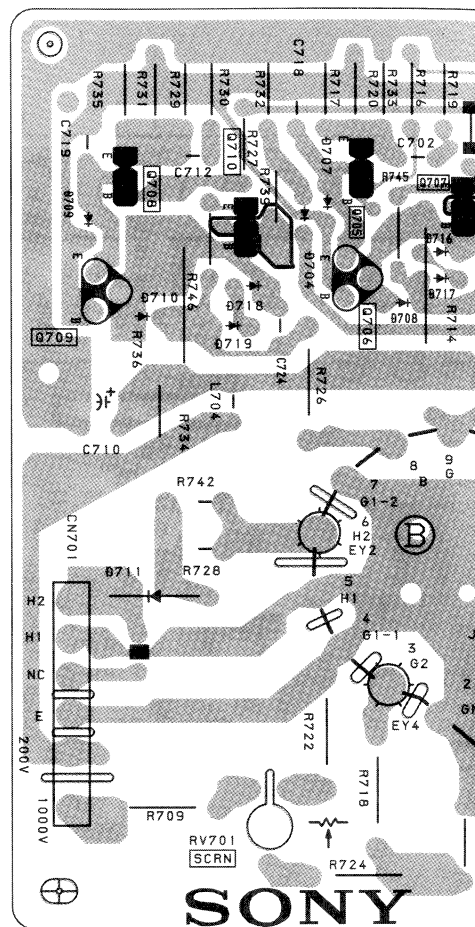 C718
R735
R731
R729
R730
R732
R717
R720
R733
R716
R719
C719
Q710
R727
D707
C702
E
E
C712
R739
R745
Q707
Q708
B
B
D709
E
Q705
B
D716
E
E
D704
D717
B
D710
R746
D718
B
D708
R714
Q709
R736
D719
Q706
C724
R726
L704
+
R734
C710
9
G
8
B
7
G1-2
R742
6
H2
EY2
B
CN701
D711
R728
H2
5
H1
H1
4
G1-1
3
G2
NC
J
2
E
R722
EY4
200V
R718
1000V
R709
RV701
SCRN
R724
SONY